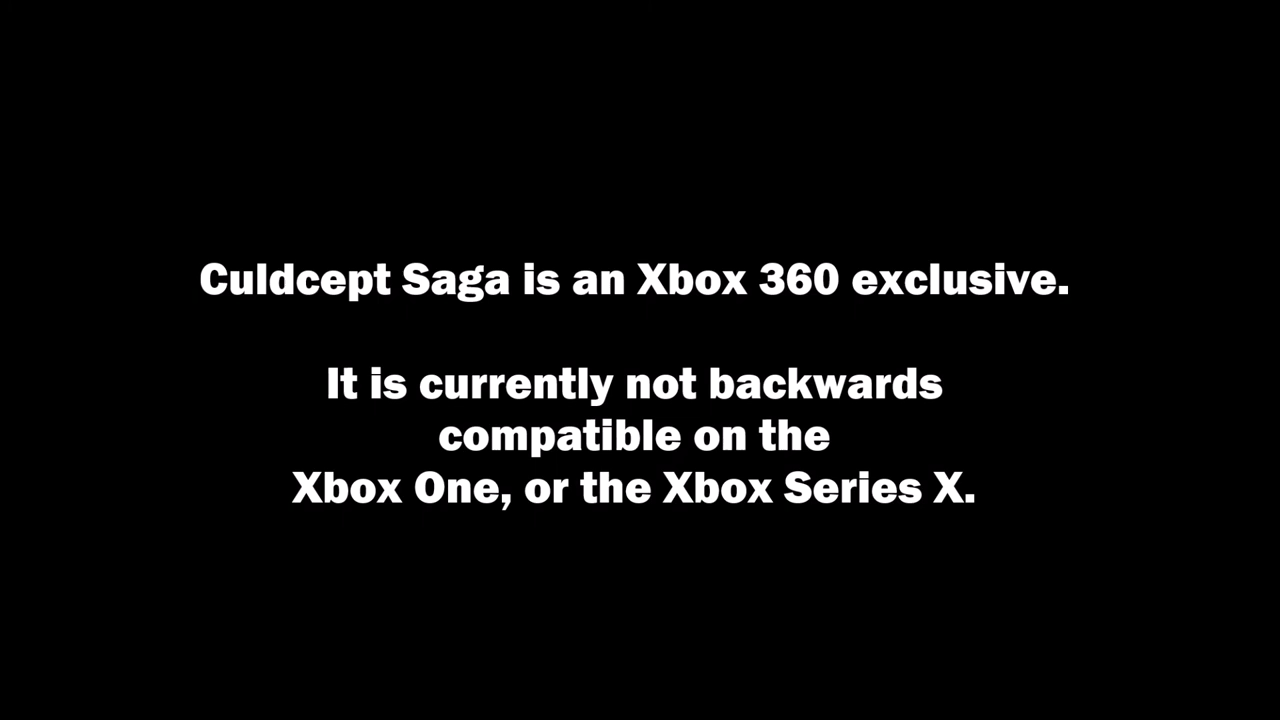 Culdcept Saga is an Xbox 360 exclusive.
It is currently not backwards
compatible on the
Xbox One, or the Xbox Series X.